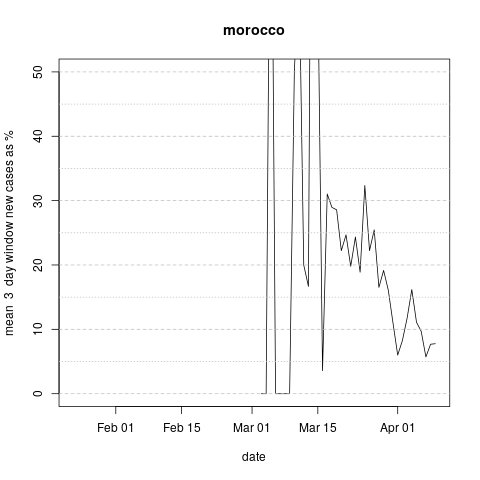 morocco
mean  3  day window new cases as %
50
40
30
20
10
0
Feb 01
Feb 15
Mar 01
Mar 15
Apr 01
date